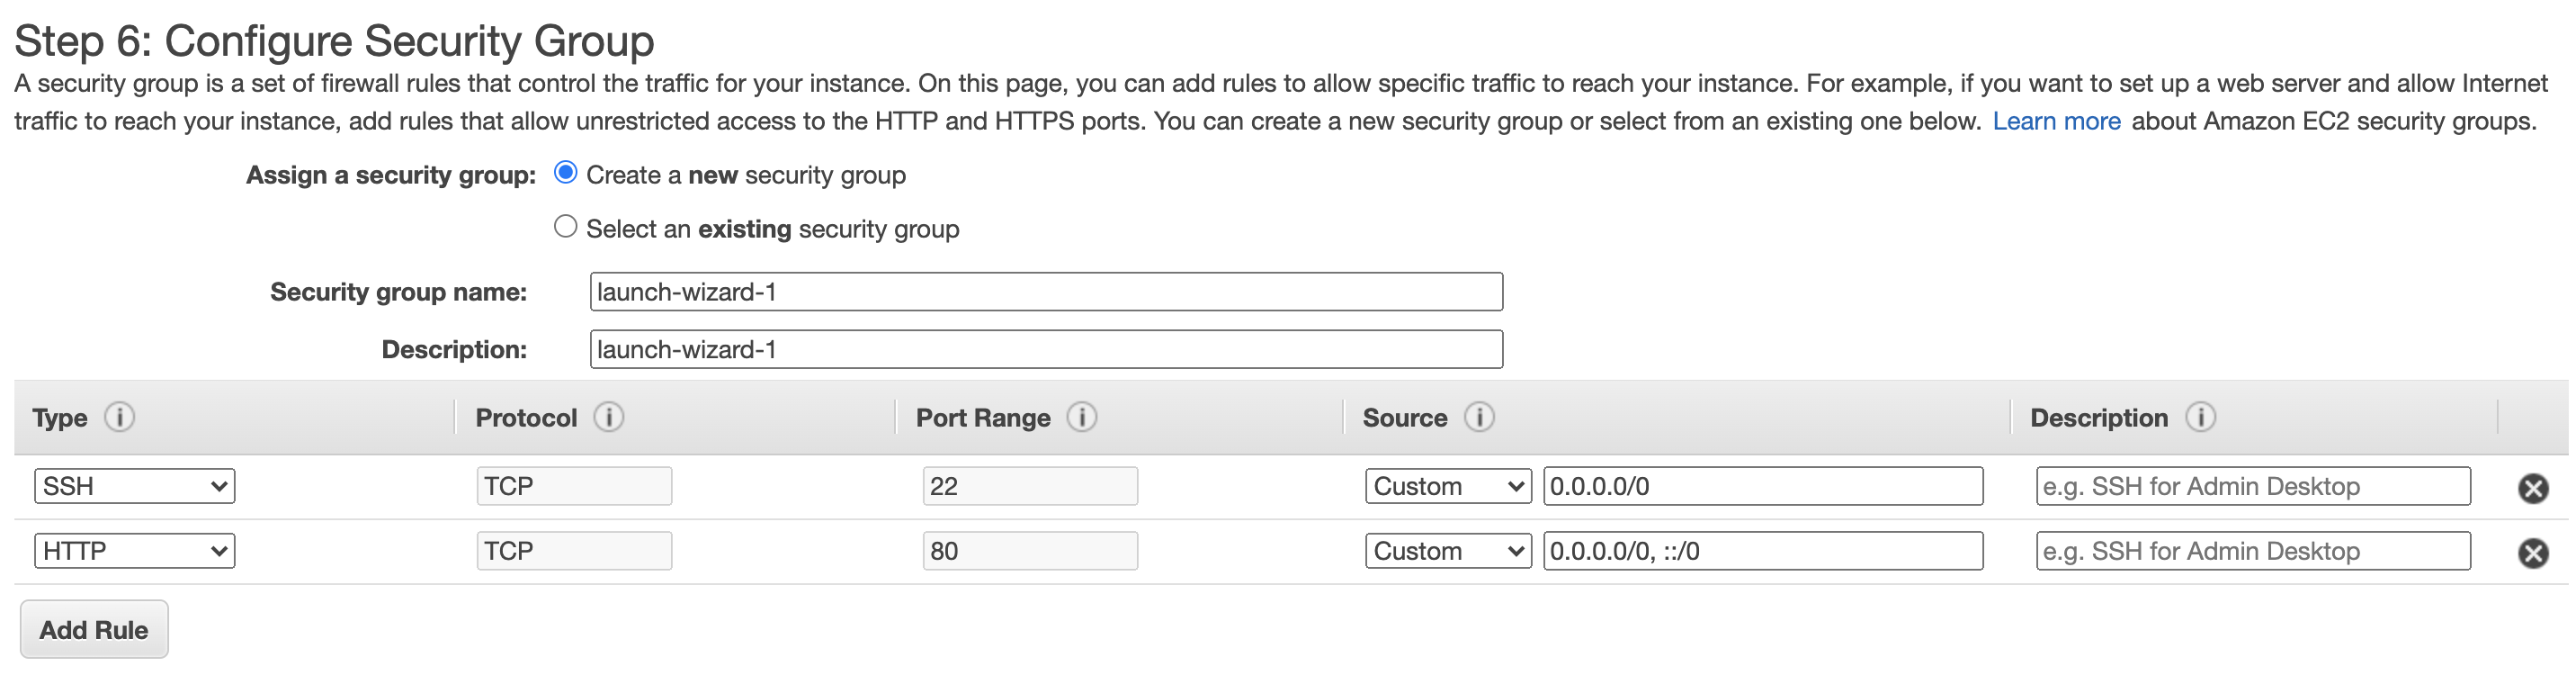 Step 6: Configure Security Group
A security group is a set of firewall rules that control the traffic for your instance. On this page, you can add rules to allow specific traffic to reach your instance. For example, if you want to set up a web server and allow Internet
traffic to reach your instance, add rules that allow unrestricted access to the HTTP and HTTPS ports. You can create a new security group or select from an existing one below. Learn more about Amazon EC2 security groups.
Assign a security group: Create a new security group
Select an existing security group
Security group name: launch-wizard-1
Description: launch-wizard-1
Type i Protocol i Port Range i Source i Description i
SSH TCP 22 Custom 0.0.0.0/0 e.g. SSH for Admin Desktop
HTTP TCP 80 Custom 0.0.0.0/0, ::/0 e.g. SSH for Admin Desktop
Add Rule